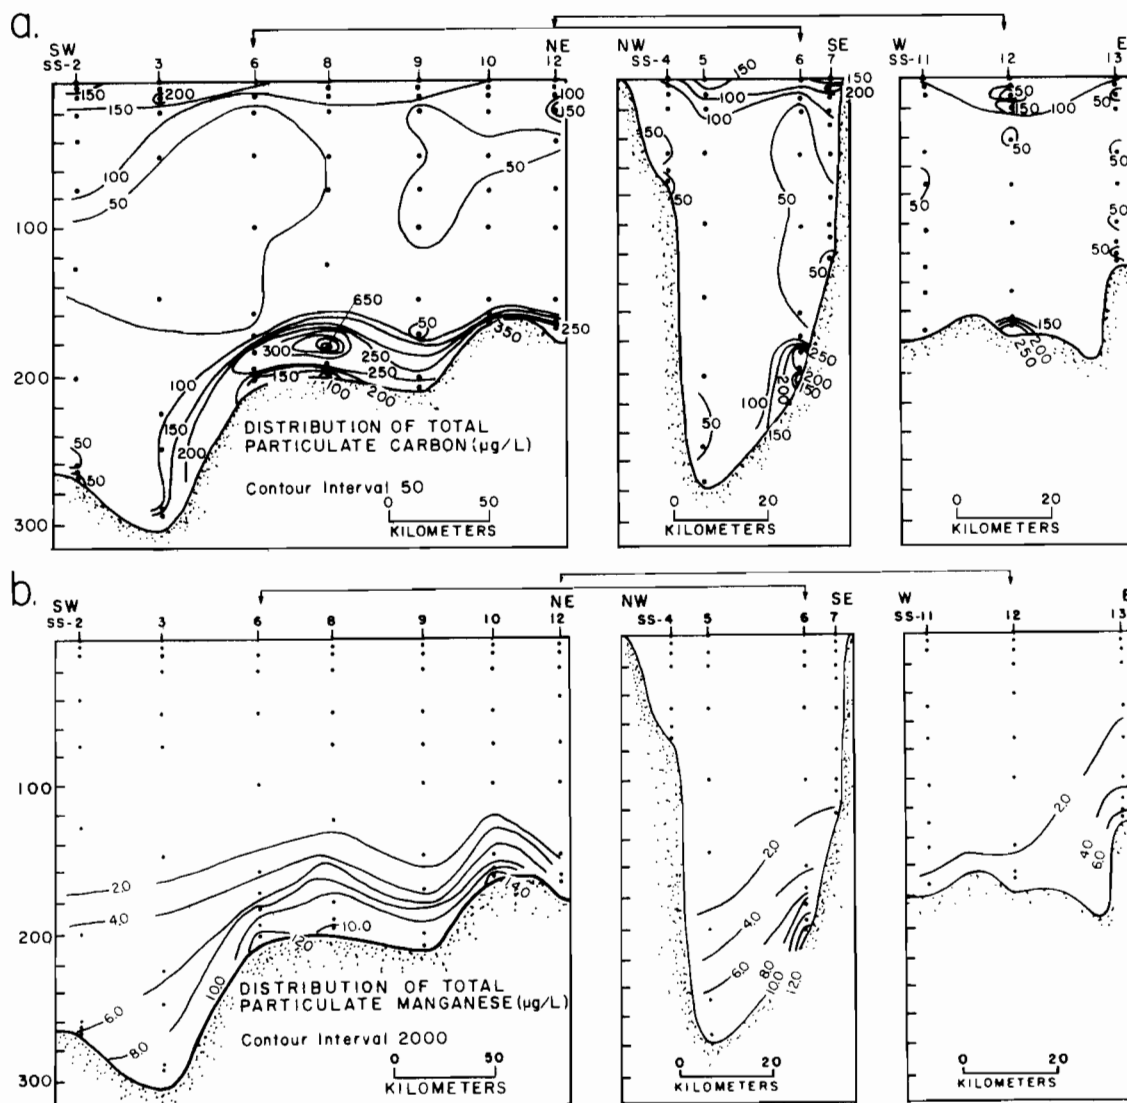 a.
SW NE NW SE W E
SS-2 3 6 8 9 10 12 SS-4 5 6 7 SS-11 12 13
150 200 100 150 150 200 50 150
150 150 100 100 100 50
100 50 50 50 50 50 50 50
100
50 50 50 50
650
50 250 150
300 250 350 250 200
200 100 250 150 100 200 200 150 250
150 200 100 50 150
DISTRIBUTION OF TOTAL
PARTICULATE CARBON (µg/L)
50 50
Contour Interval 50
0 50 0 20 0 20
300 KILOMETERS KILOMETERS KILOMETERS
b.
SW NE NW SE W E
SS-2 3 6 8 9 10 12 SS-4 5 6 7 SS-11 12 13
100
2.0 2.0 2.0
4.0 14.0 4.0 6.0
200 10.0 12.0 4.0
6.0 8.0 10.0 12.0
10.0
DISTRIBUTION OF TOTAL
PARTICULATE MANGANESE (µg/L)
6.0
8.0
Contour Interval 2000
0 50 0 20 0 20
300 KILOMETERS KILOMETERS KILOMETERS